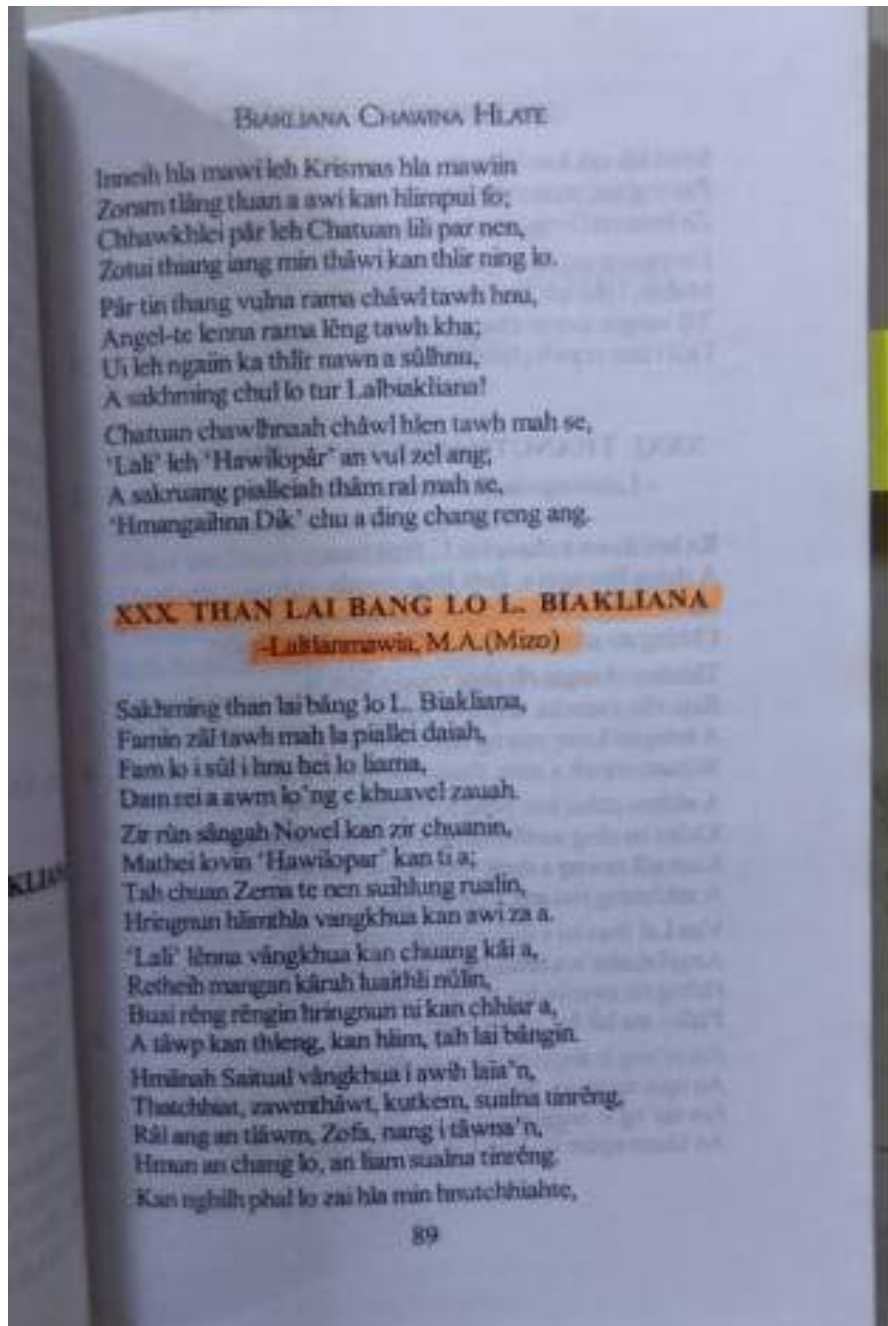 BIAKLIANA CHAWINA HLATE
Inneih hla mawi leh Krismas hla mawiin
Zoram tlâng tluan a awi kan hlimpui fo;
Chhawkhlei pâr leh Chatuan lili par nen,
Zotui thiang iang min thâwi kan thlir ning lo.
Pâr tin thang vulna rama châwl tawh hnu,
Angel-te lenna rama lêng tawh kha;
Ui leh ngaiin ka thlir nawn a sûlhnu,
A sakhming chul lo tur Lalbiakliana!
Chatuan chawlhnaah châwl hlen tawh mah se,
'Lali' leh 'Hawilopâr' an vul zel ang;
A sakruang pialleiah thâm ral mah se,
'Hmangaihna Dik' chu a ding chang reng ang.
XXX. THAN LAI BANG LO L. BIAKLIANA
-Laltlanmawia, M.A.(Mizo)
Sakhming than lai bâng lo L. Biakliana,
Famin zâl tawh mah la piallei daiah,
Fam lo i sûl i hnu hei lo liama,
Dam rei a awm lo'ng e khuavel zauah.
Zir rûn sângah Novel kan zir chuanin,
Mathei lovin 'Hawilopar' kan ti a;
Tah chuan Zema te nen suihlung rualin,
Hringnun hlimthla vangkhua kan awi za a.
'Lali' lênna vângkhua kan chuang kâi a,
Retheih mangan kârah luaithli nûlin,
Buai rêng rêngin hringnun ni kan chhiar a,
A tâwp kan thleng, kan hlim, tah lai bângin.
Hmânah Saitual vângkhua i awih laia'n,
Thatchhiat, zawmthâwt, kutkem, sualna tinrêng,
Râl ang an tlâwm, Zofa, nang i tâwna'n,
Hmun an chang lo, an liam sualna tinrêng.
Kan nghilh phal lo zai hla min hnutchhiahte,
89